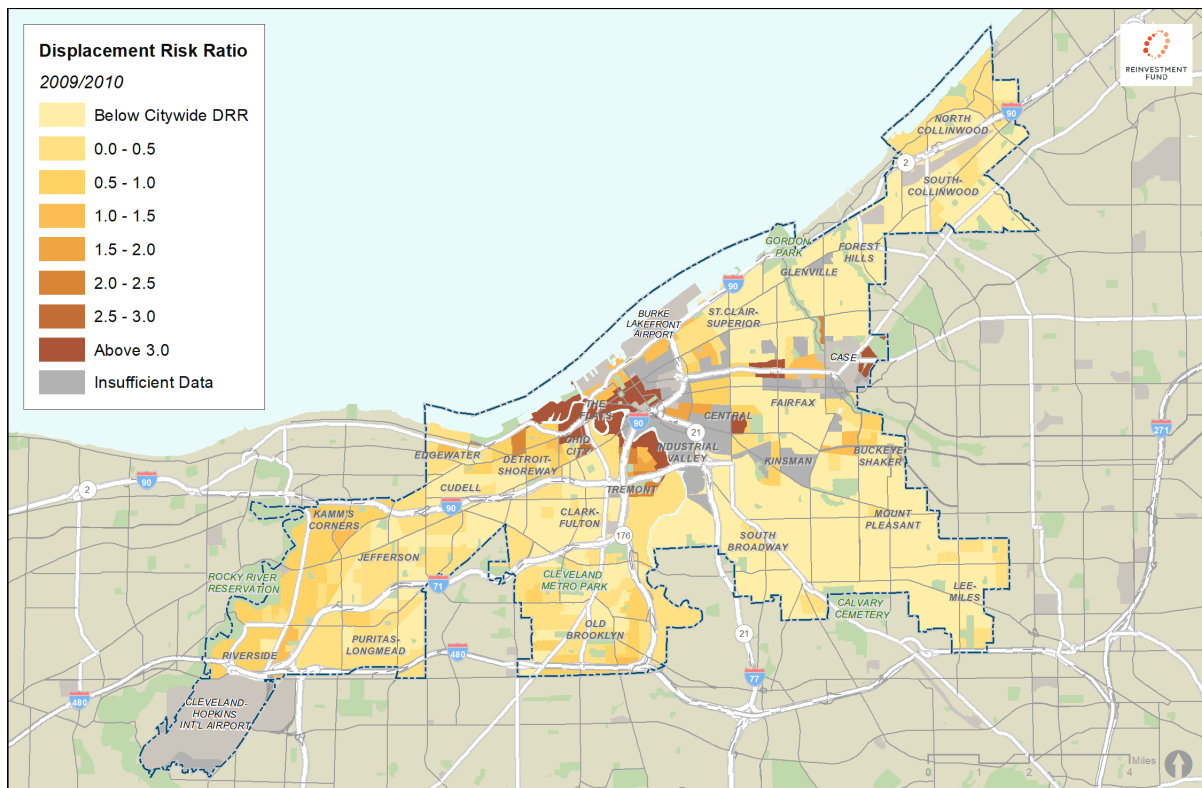 Displacement Risk Ratio
2009/2010
Below Citywide DRR
0.0 - 0.5
0.5 - 1.0
1.0 - 1.5
1.5 - 2.0
2.0 - 2.5
2.5 - 3.0
Above 3.0
Insufficient Data
REINVESTMENT
FUND
90
NORTH
COLLINWOOD
2
SOUTH-
COLLINWOOD
GORDON
PARK
FOREST
HILLS
GLENVILLE
90
BURKE
LAKEFRONT
AIRPORT
ST.CLAIR-
SUPERIOR
CASE
THE
FLATS
FAIRFAX
CENTRAL
90
21
271
OHIO
CITY
INDUSTRIAL
VALLEY
EDGEWATER
DETROIT-
SHOREWAY
KINSMAN
BUCKEYE-
SHAKER
90
2
CUDELL
TREMONT
90
KAMM'S
CORNERS
CLARK-
FULTON
MOUNT
PLEASANT
176
SOUTH
BROADWAY
JEFFERSON
ROCKY RIVER
RESERVATION
71
CLEVELAND
METRO PARK
LEE-
MILES
CALVARY
CEMETERY
OLD
BROOKLYN
21
PURITAS-
LONGMEAD
RIVERSIDE
480
77
480
CLEVELAND-
HOPKINS
INT'L AIRPORT
Miles
0 1 2 4